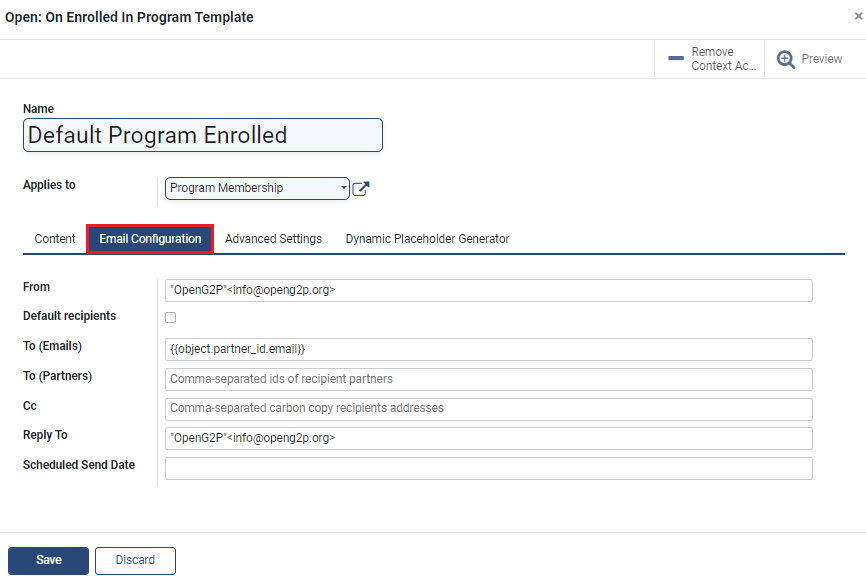 Open: On Enrolled In Program Template
×
Remove
Context Ac...
Preview
Name
Default Program Enrolled
Applies to
Program Membership
Content Email Configuration Advanced Settings Dynamic Placeholder Generator
From "OpenG2P"<info@openg2p.org>
Default recipients
To (Emails) {{object.partner_id.email}}
To (Partners) Comma-separated ids of recipient partners
Cc Comma-separated carbon copy recipients addresses
Reply To "OpenG2P"<info@openg2p.org>
Scheduled Send Date
Save Discard